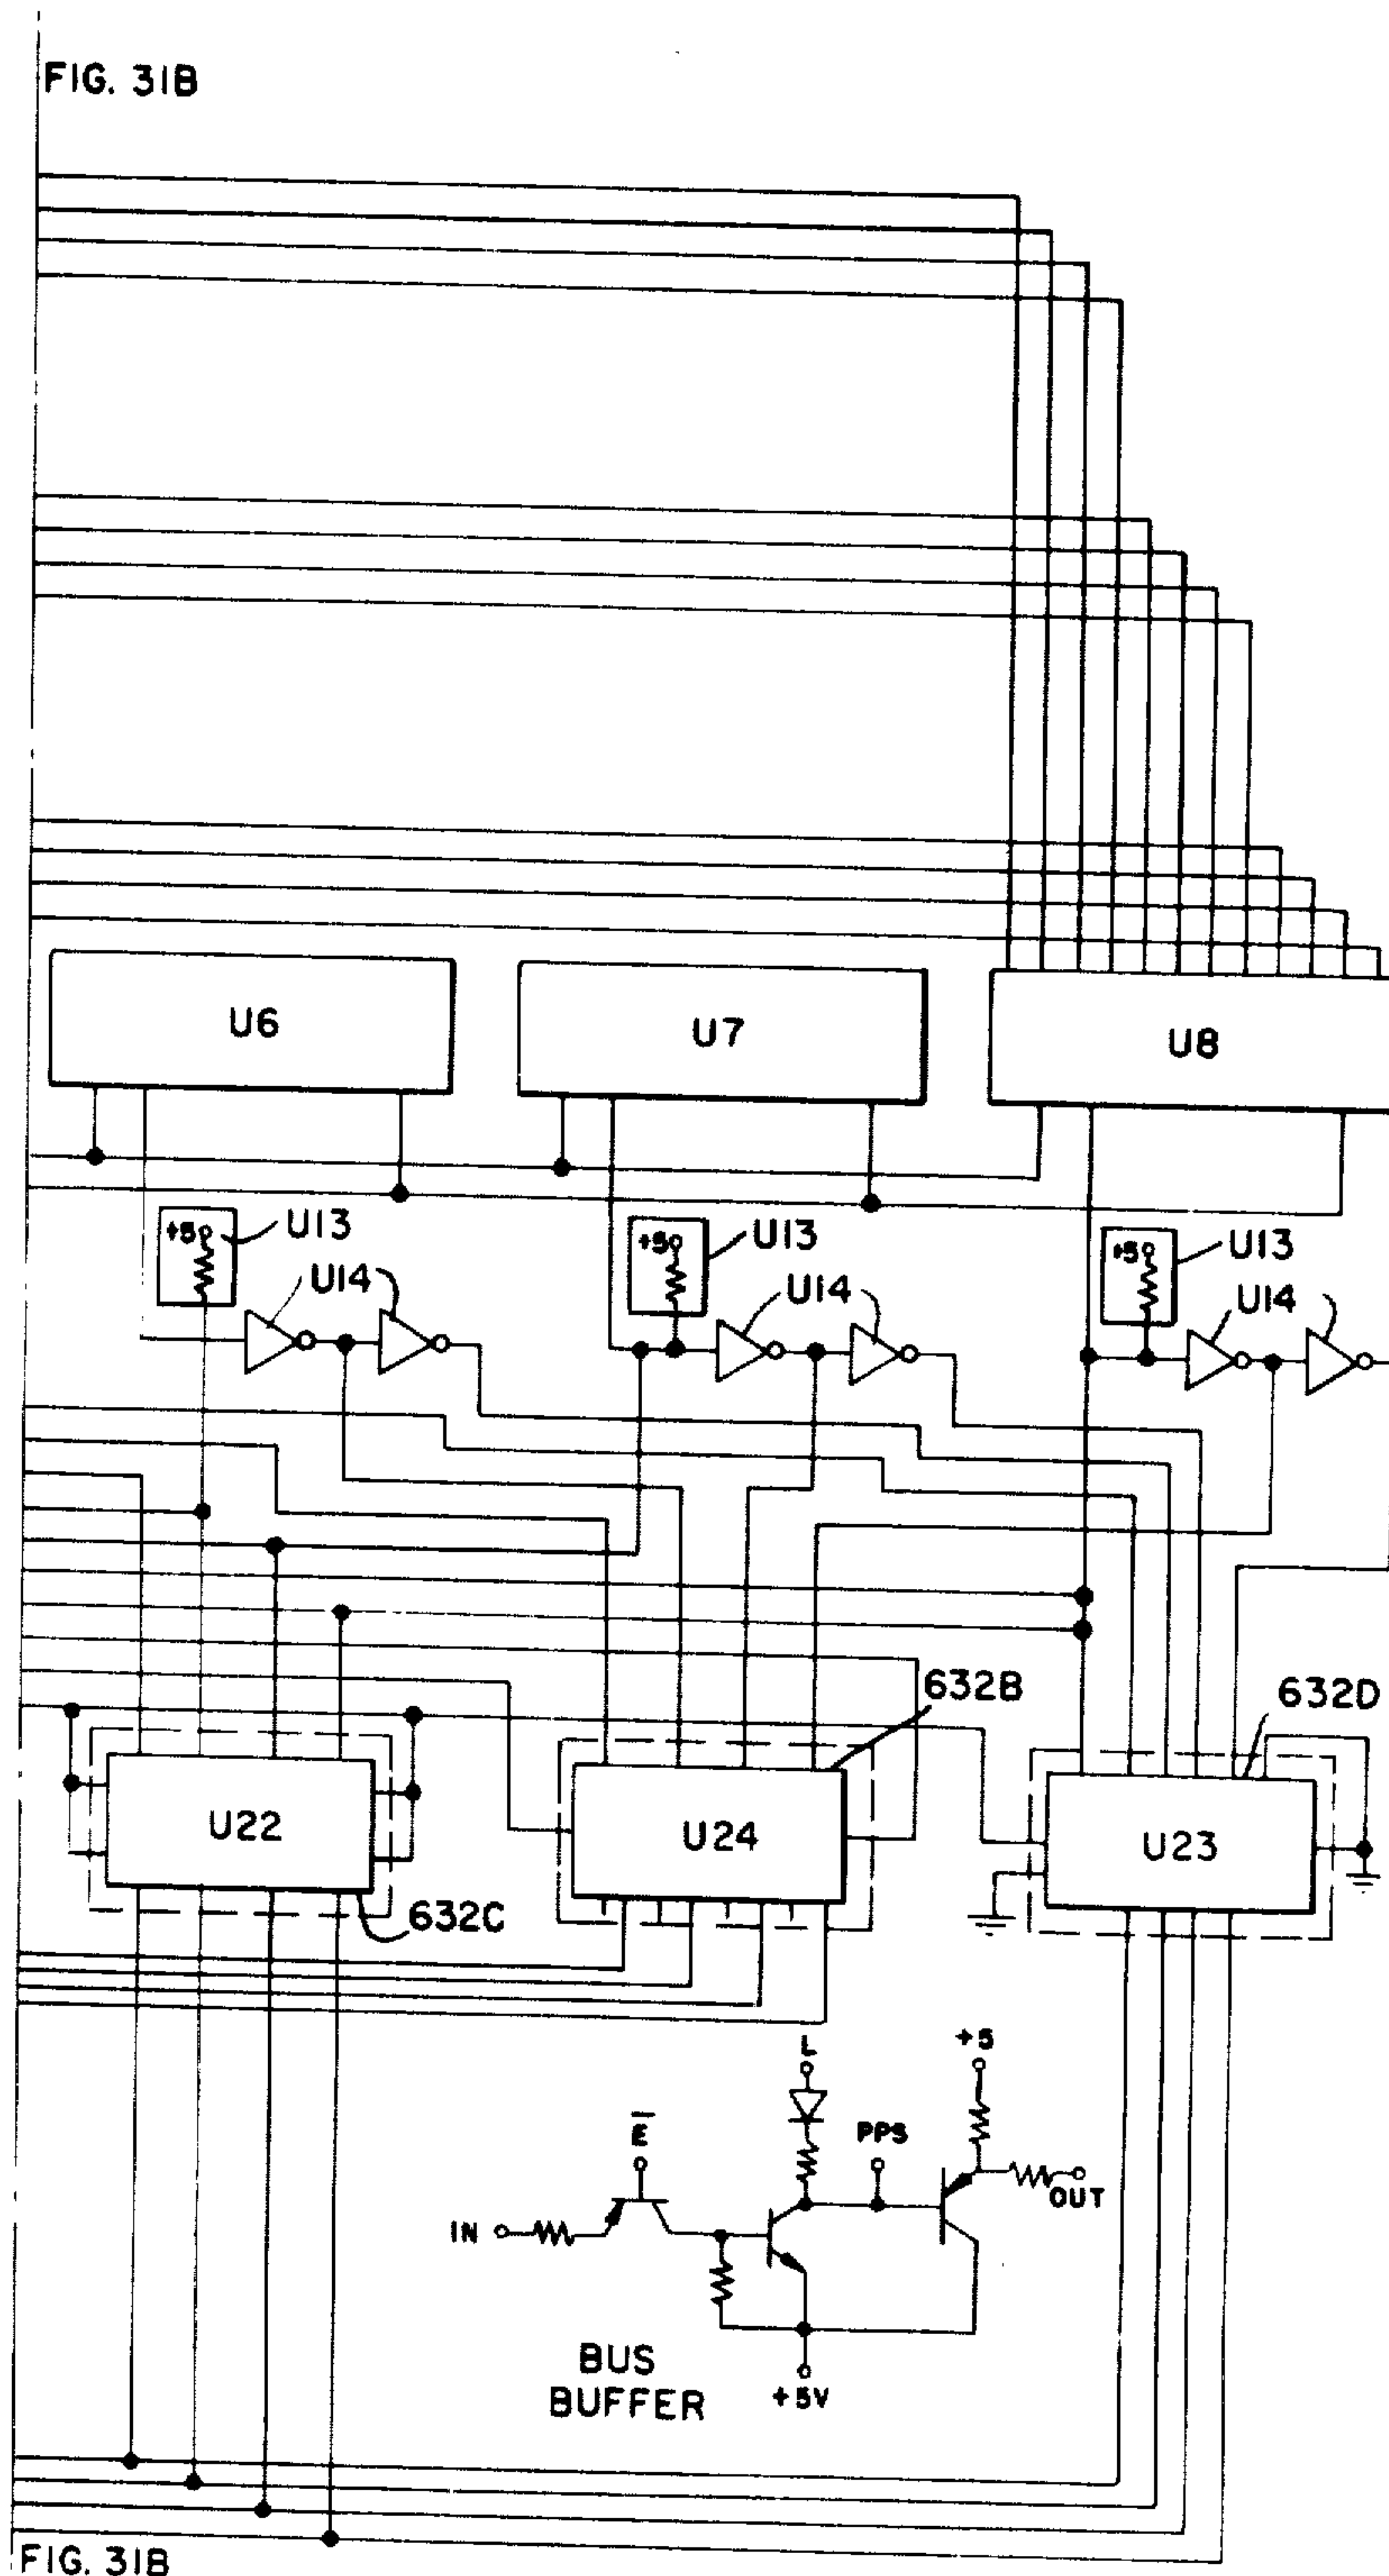 FIG. 31B
U6
U7
U8
+5
U13
+5
U13
+5
U13
U14
U14
U14
632B
632D
U22
U24
U23
632C
L
+5
E
PPS
OUT
IN
BUS
BUFFER
+5V
FIG. 31B